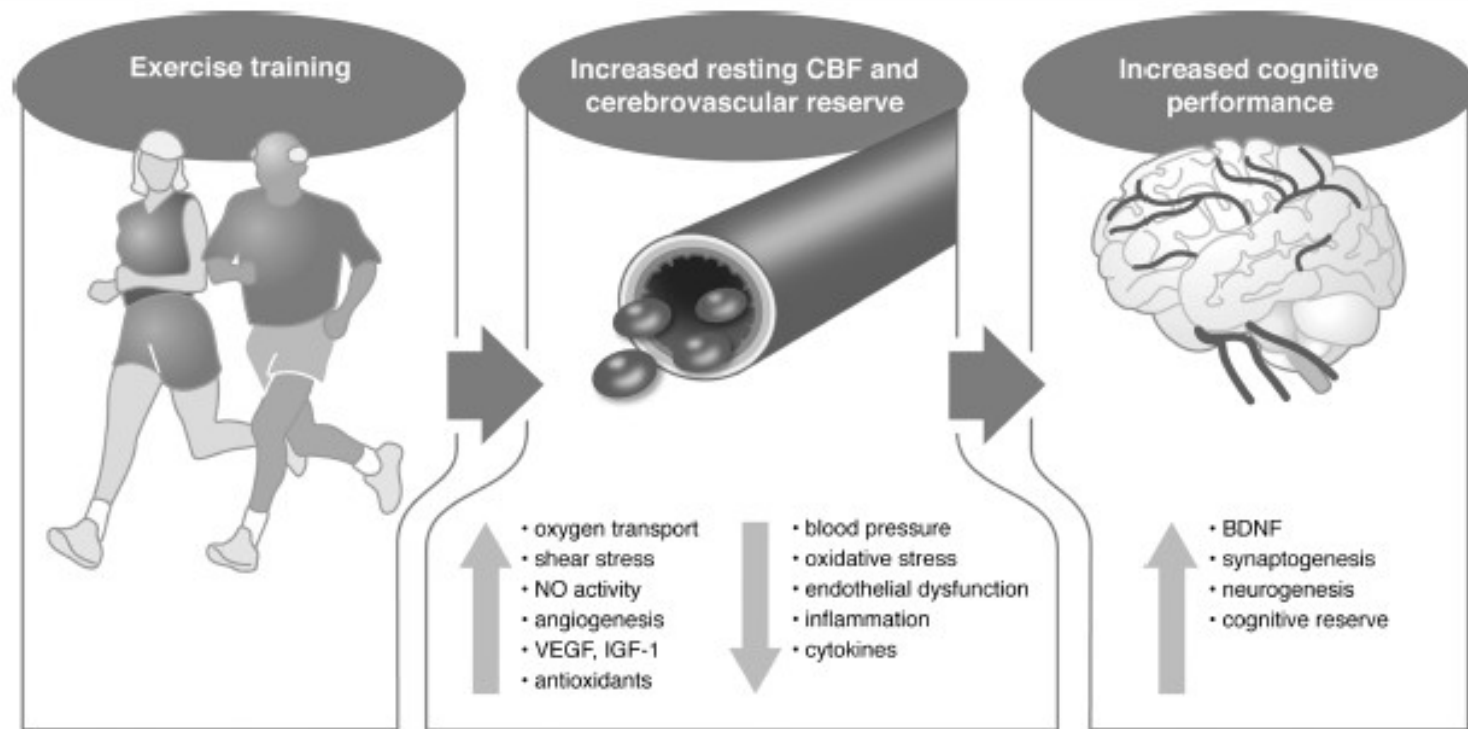 Exercise training
Increased resting CBF and
cerebrovascular reserve
Increased cognitive
performance
• oxygen transport
• shear stress
• NO activity
• angiogenesis
• VEGF, IGF-1
• antioxidants
• blood pressure
• oxidative stress
• endothelial dysfunction
• inflammation
• cytokines
• BDNF
• synaptogenesis
• neurogenesis
• cognitive reserve